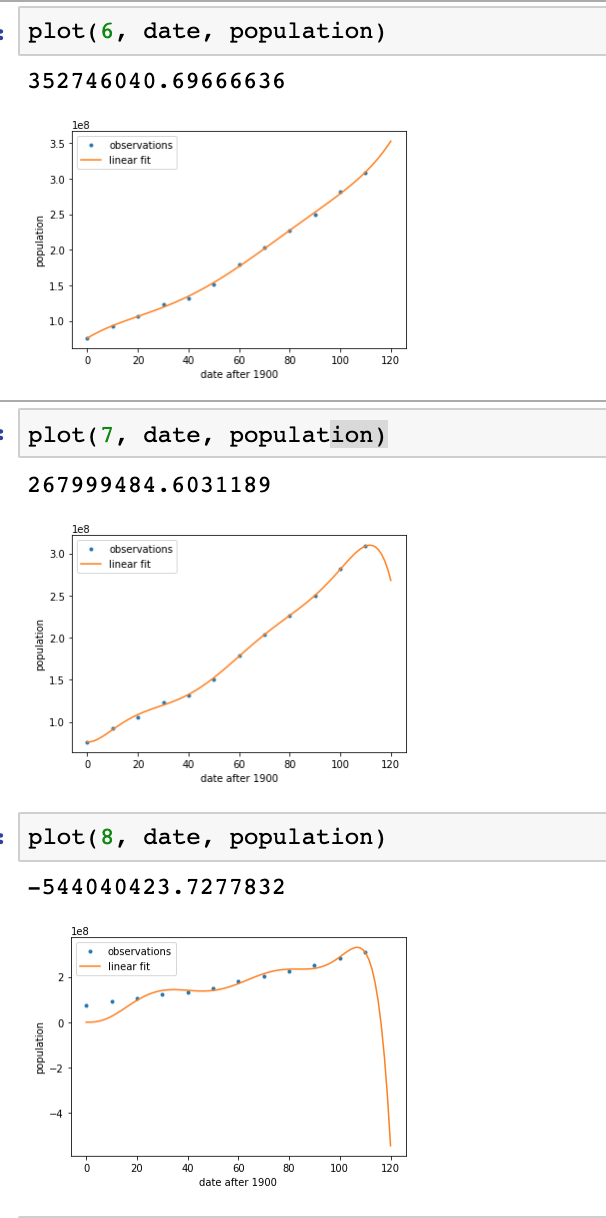 : plot(6, date, population)
352746040.69666636
1e8
observations
linear fit
3.5
3.0
2.5
2.0
1.5
1.0
population
0 20 40 60 80 100 120
date after 1900
: plot(7, date, population)
267999484.6031189
1e8
observations
linear fit
3.0
2.5
2.0
1.5
1.0
population
0 20 40 60 80 100 120
date after 1900
: plot(8, date, population)
-544040423.7277832
1e8
observations
linear fit
2
0
−2
−4
population
0 20 40 60 80 100 120
date after 1900